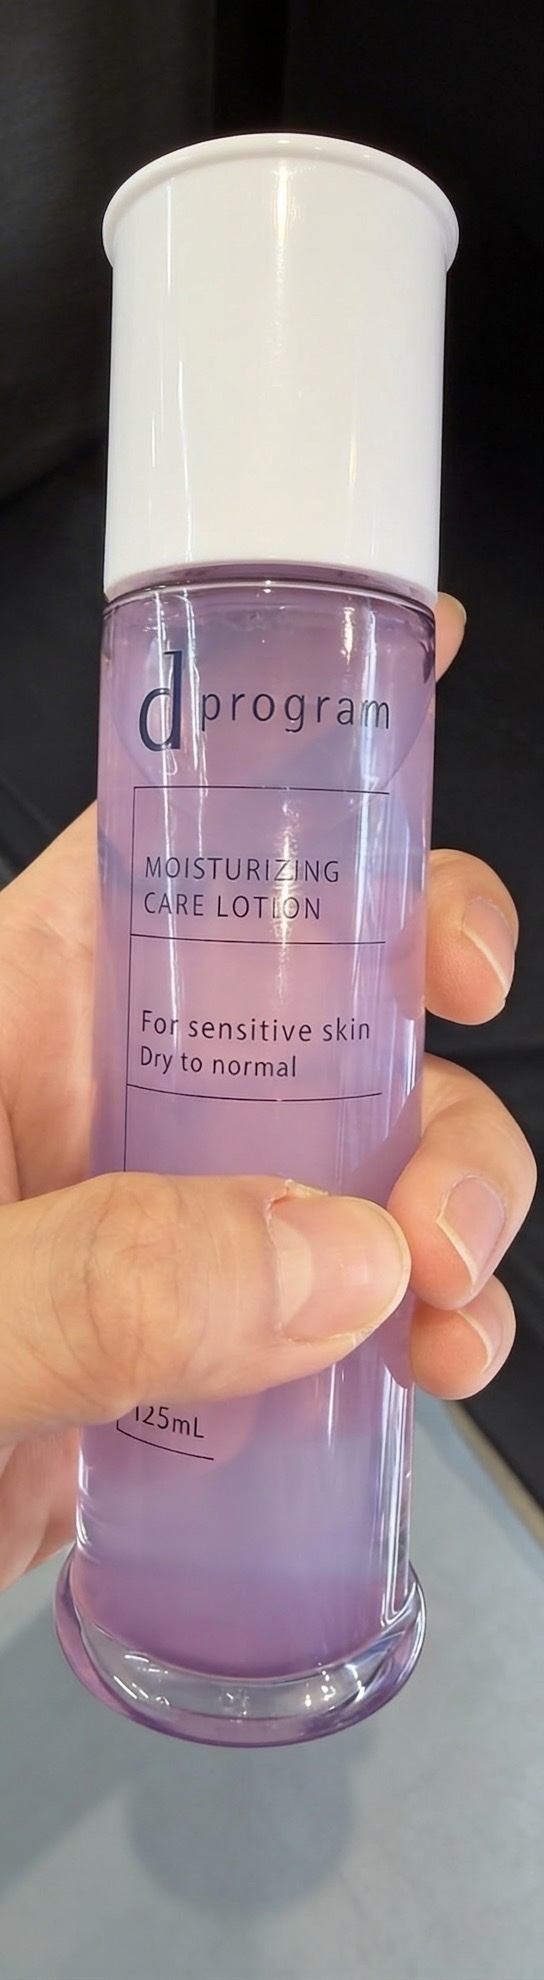 d program
MOISTURIZING
CARE LOTION
For sensitive skin
Dry to normal
125mL